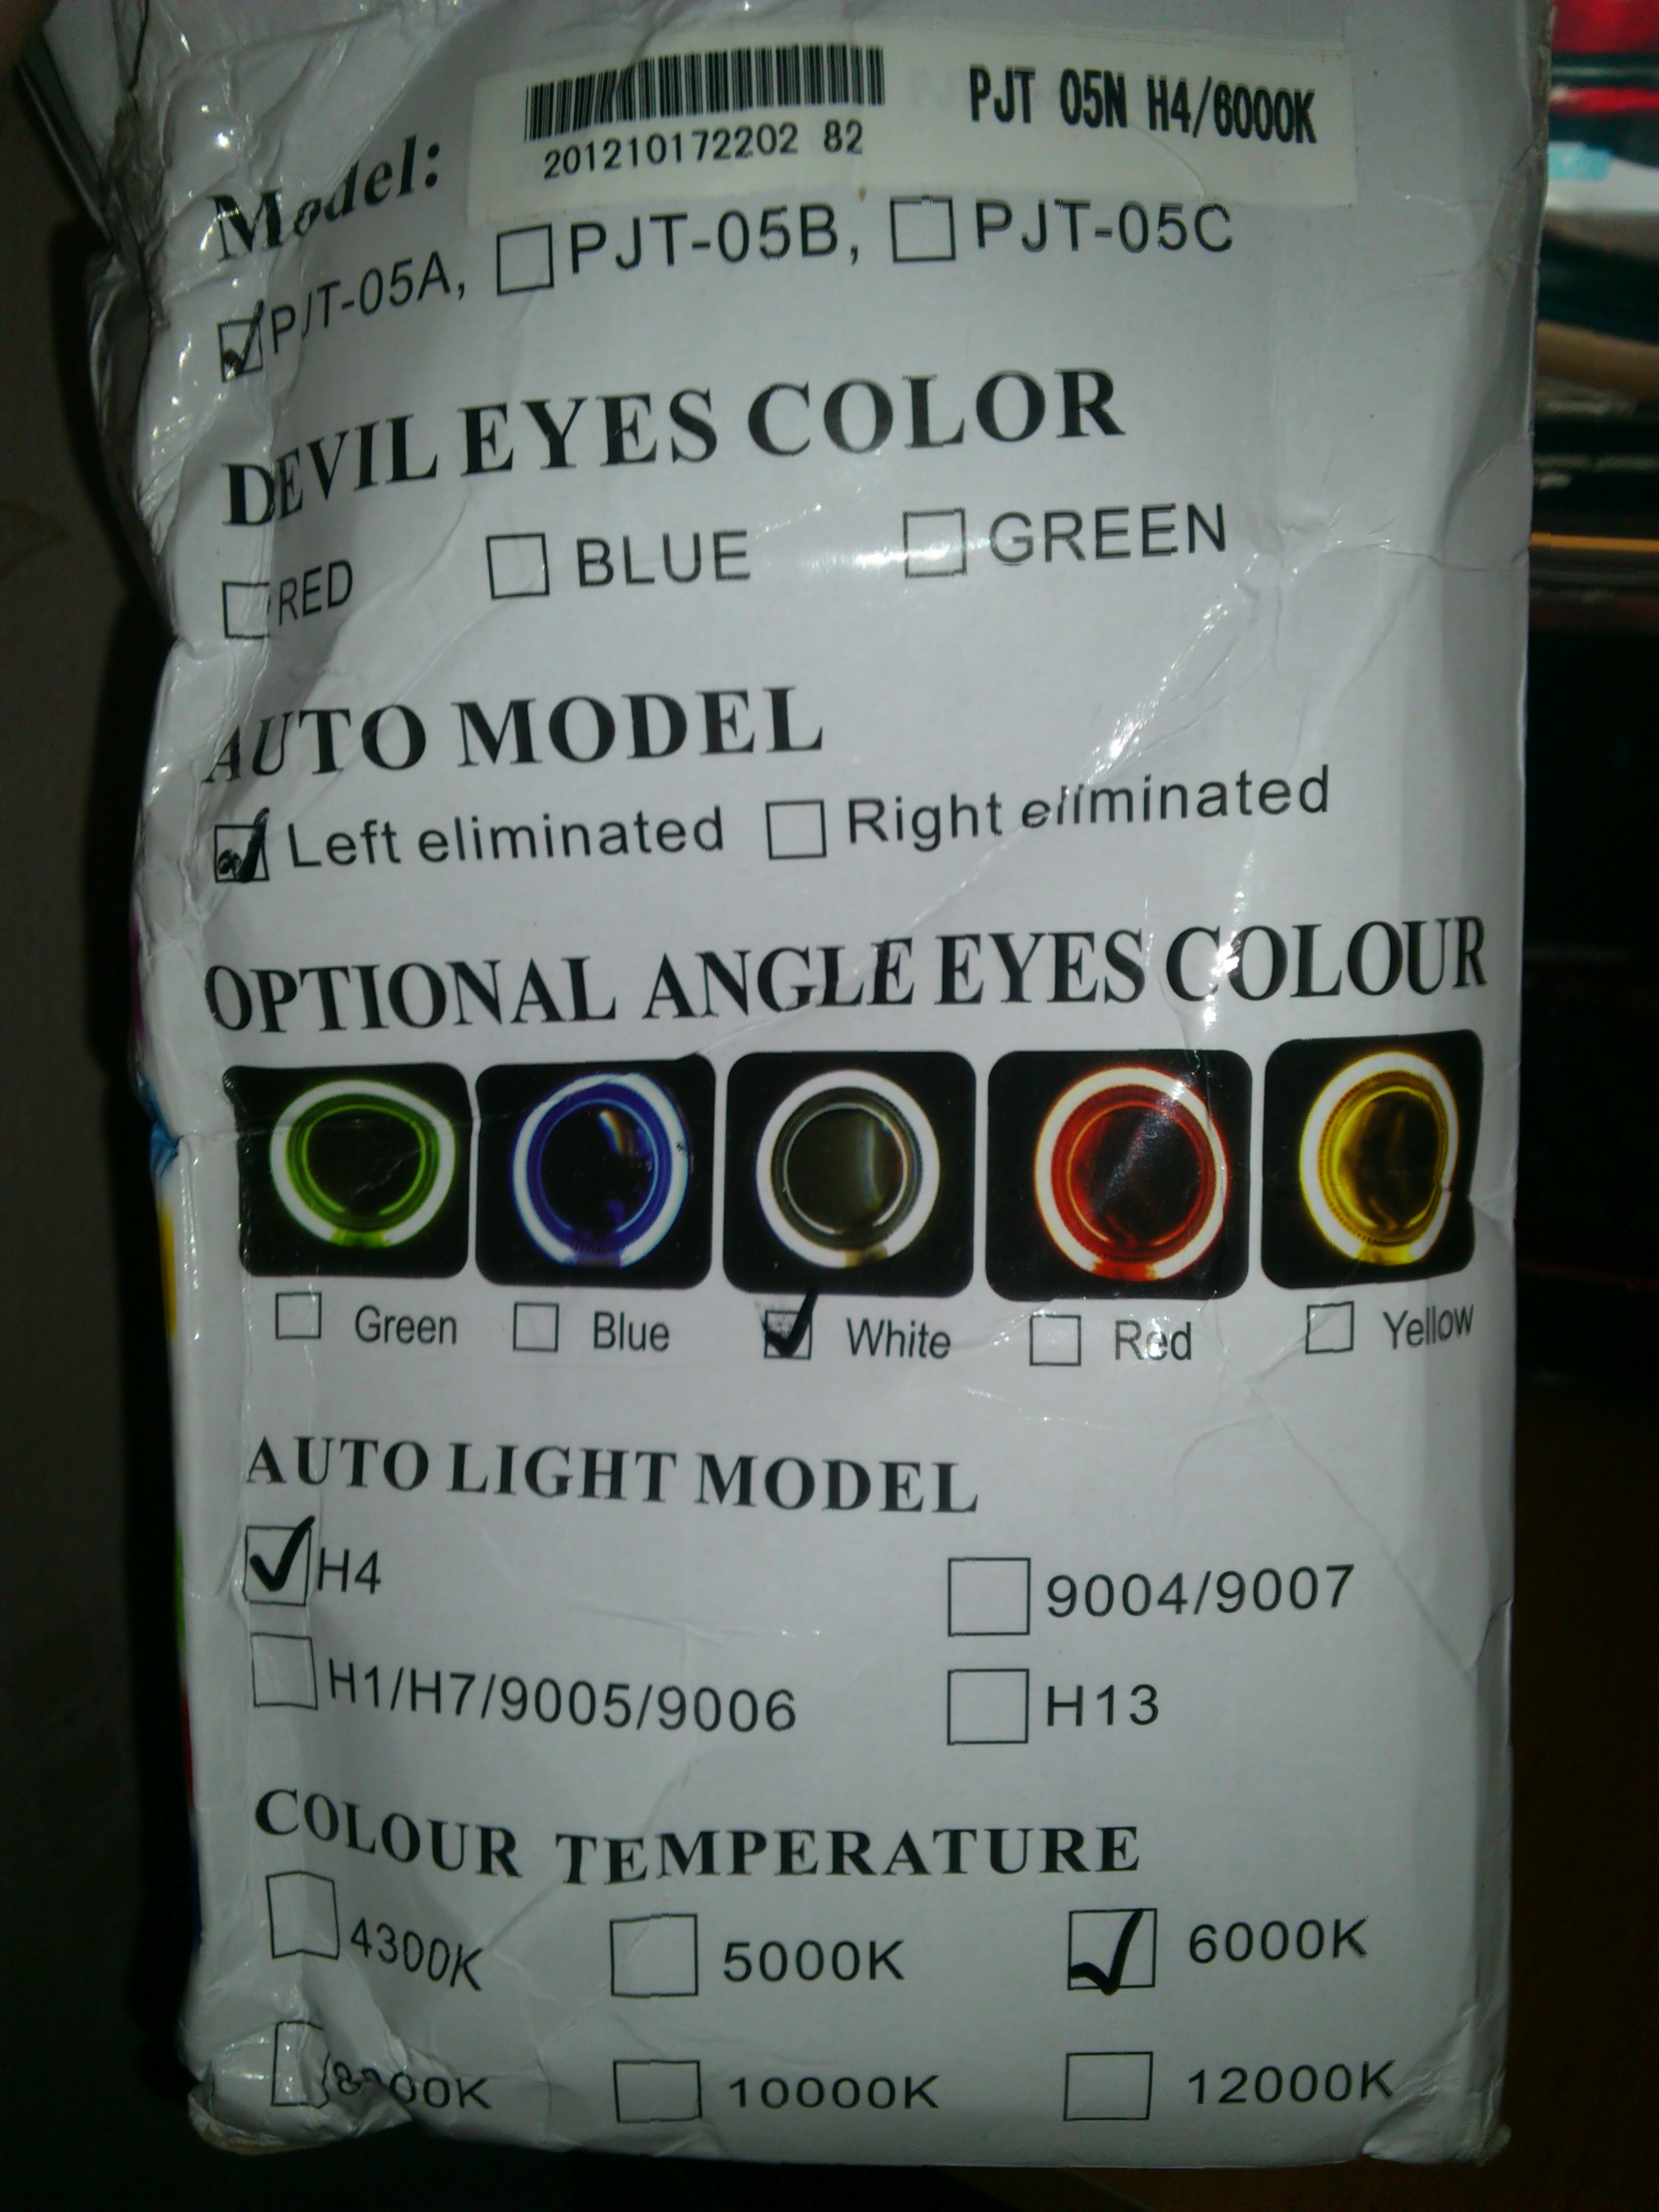 PJT 05N H4/6000K
201210172202 82
Model:
PJT-05A, PJT-05B, PJT-05C
DEVIL EYES COLOR
RED BLUE GREEN
AUTO MODEL
Left eliminated Right eliminated
OPTIONAL ANGLE EYES COLOUR
Green Blue White Red Yellow
AUTO LIGHT MODEL
H4 9004/9007
H1/H7/9005/9006 H13
COLOUR TEMPERATURE
4300K 5000K 6000K
8000K 10000K 12000K